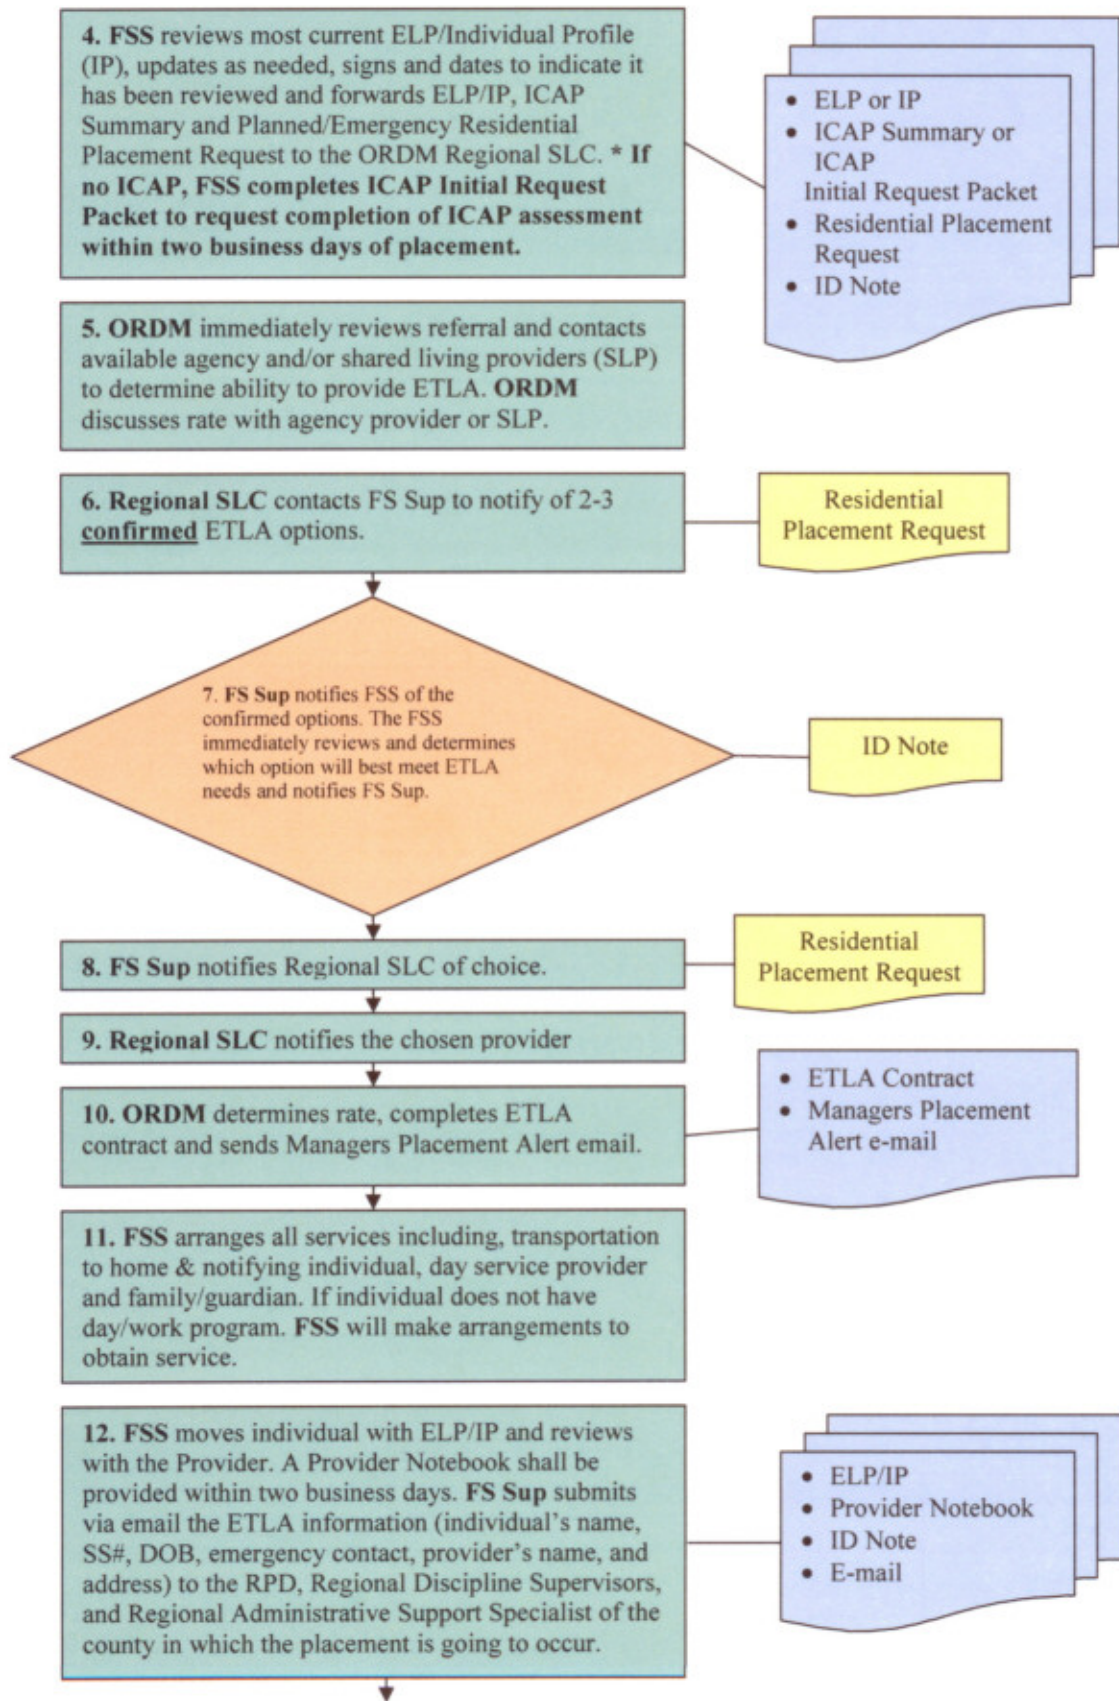 4. FSS reviews most current ELP/Individual Profile
(IP), updates as needed, signs and dates to indicate it
has been reviewed and forwards ELP/IP, ICAP
Summary and Planned/Emergency Residential
Placement Request to the ORDM Regional SLC. * If
no ICAP, FSS completes ICAP Initial Request
Packet to request completion of ICAP assessment
within two business days of placement.
• ELP or IP
• ICAP Summary or
ICAP
Initial Request Packet
• Residential Placement
Request
• ID Note
5. ORDM immediately reviews referral and contacts
available agency and/or shared living providers (SLP)
to determine ability to provide ETLA. ORDM
discusses rate with agency provider or SLP.
6. Regional SLC contacts FS Sup to notify of 2-3
confirmed ETLA options.
Residential
Placement Request
7. FS Sup notifies FSS of the
confirmed options. The FSS
immediately reviews and determines
which option will best meet ETLA
needs and notifies FS Sup.
ID Note
8. FS Sup notifies Regional SLC of choice.
Residential
Placement Request
9. Regional SLC notifies the chosen provider
10. ORDM determines rate, completes ETLA
contract and sends Managers Placement Alert email.
• ETLA Contract
• Managers Placement
Alert e-mail
11. FSS arranges all services including, transportation
to home & notifying individual, day service provider
and family/guardian. If individual does not have
day/work program. FSS will make arrangements to
obtain service.
12. FSS moves individual with ELP/IP and reviews
with the Provider. A Provider Notebook shall be
provided within two business days. FS Sup submits
via email the ETLA information (individual's name,
SS#, DOB, emergency contact, provider's name, and
address) to the RPD, Regional Discipline Supervisors,
and Regional Administrative Support Specialist of the
county in which the placement is going to occur.
• ELP/IP
• Provider Notebook
• ID Note
• E-mail